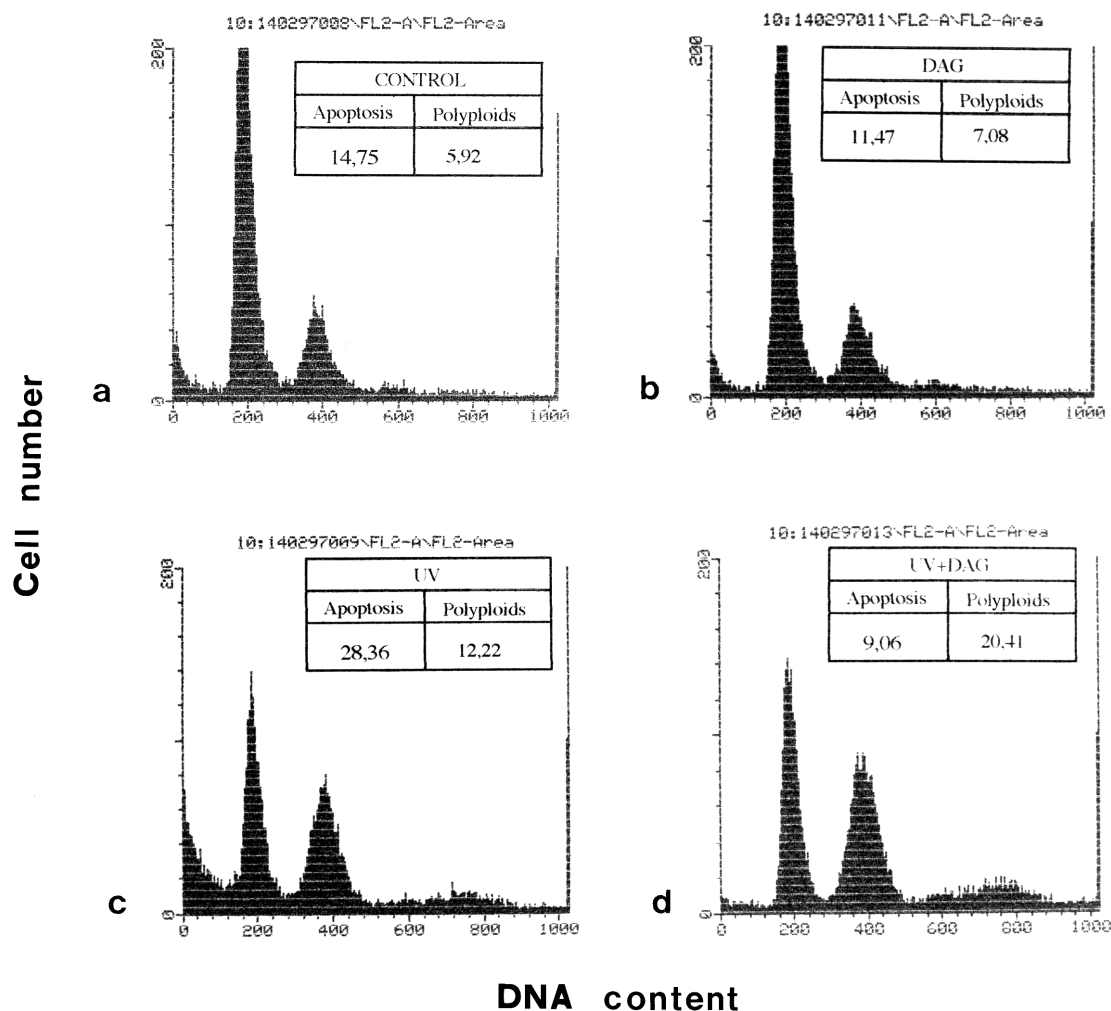 10:140297008\FL2-A\FL2-Area
200
CONTROL
Apoptosis Polyploids
14,75 5,92
a
0
0 200 400 600 800 1000
10:140297011\FL2-A\FL2-Area
200
DAG
Apoptosis Polyploids
11,47 7,08
b
0
0 200 400 600 800 1000
Cell number
10:140297009\FL2-A\FL2-Area
200
UV
Apoptosis Polyploids
28,36 12,22
c
0
0 200 400 600 800 1000
10:140297013\FL2-A\FL2-Area
200
UV+DAG
Apoptosis Polyploids
9,06 20,41
d
0
0 200 400 600 800 1000
DNA content